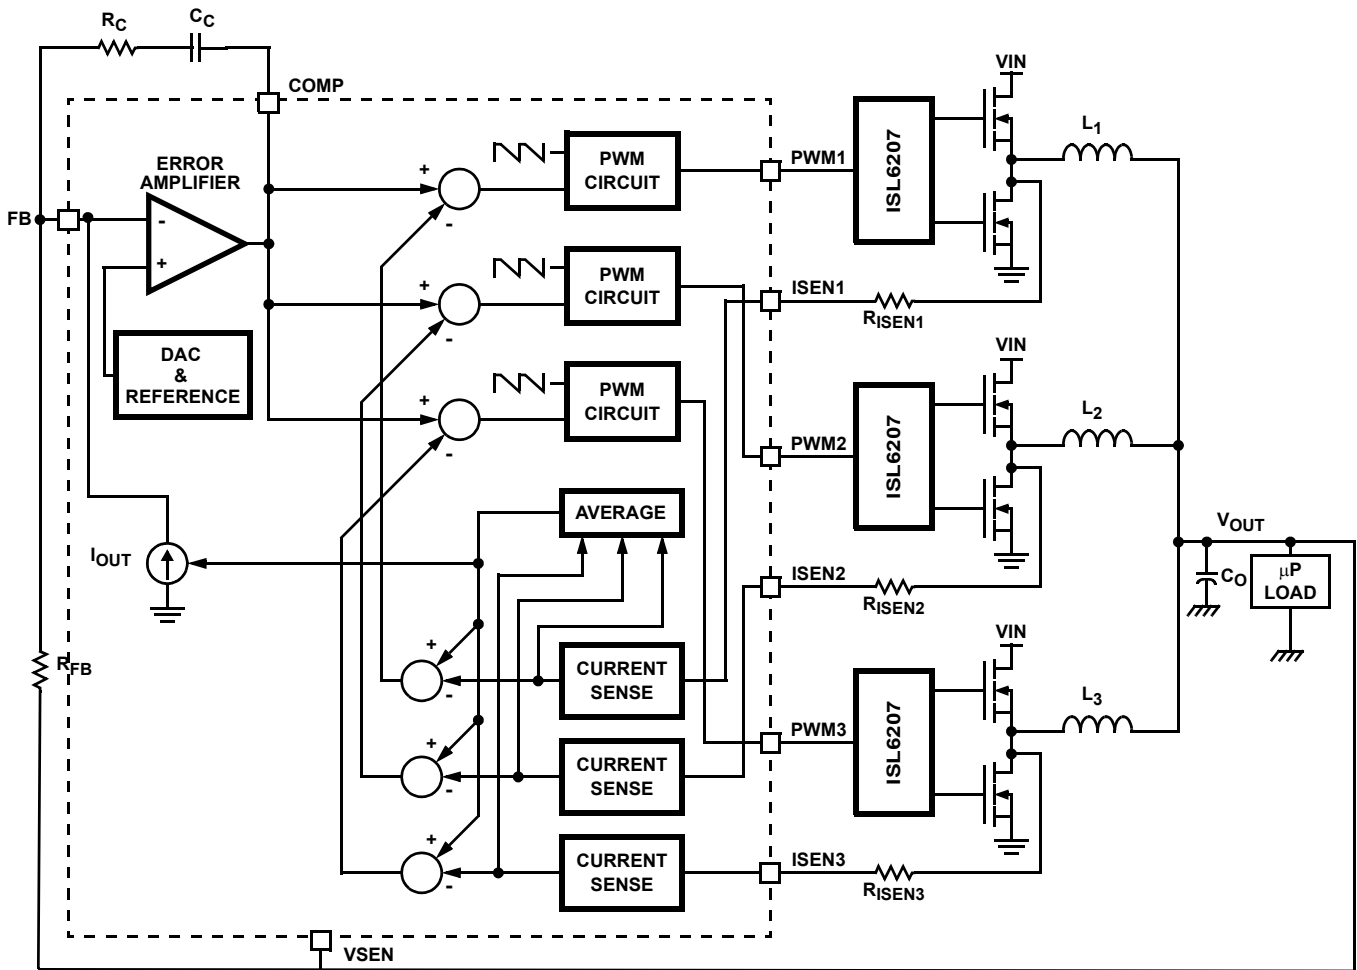 RC
CC
COMP
VIN
ERROR
AMPLIFIER
+
-
PWM
CIRCUIT
PWM1
ISL6207
L1
FB
-
+
DAC
&
REFERENCE
+
-
PWM
CIRCUIT
ISEN1
RISEN1
VIN
+
-
PWM
CIRCUIT
PWM2
ISL6207
L2
AVERAGE
IOUT
VOUT
CO
μP
LOAD
ISEN2
RISEN2
VIN
RFB
+
-
CURRENT
SENSE
PWM3
ISL6207
L3
+
-
CURRENT
SENSE
+
-
CURRENT
SENSE
ISEN3
RISEN3
VSEN